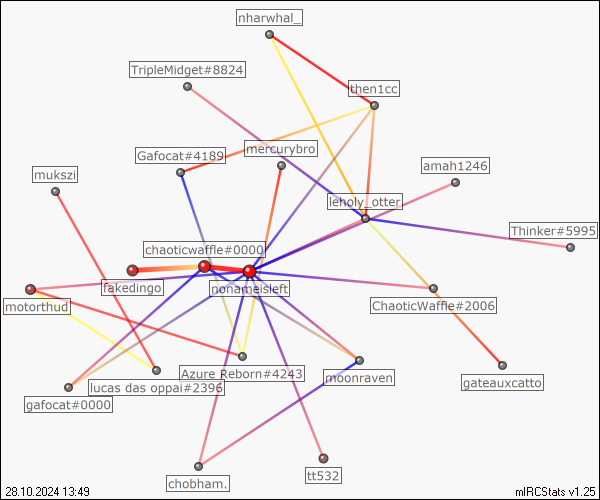 nharwhal_
TripleMidget#8824
then1cc
mercurybro
Gafocat#4189
amah1246
mukszi
leholy_otter
Thinker#5995
chaoticwaffle#0000
fakedingo
nonameisleft
motorthud
ChaoticWaffle#2006
Azure Reborn#4243
moonraven
lucas das oppai#2396
gateauxcatto
gafocat#0000
tt532
chobham.
28.10.2024 13:49
mIRCStats v1.25